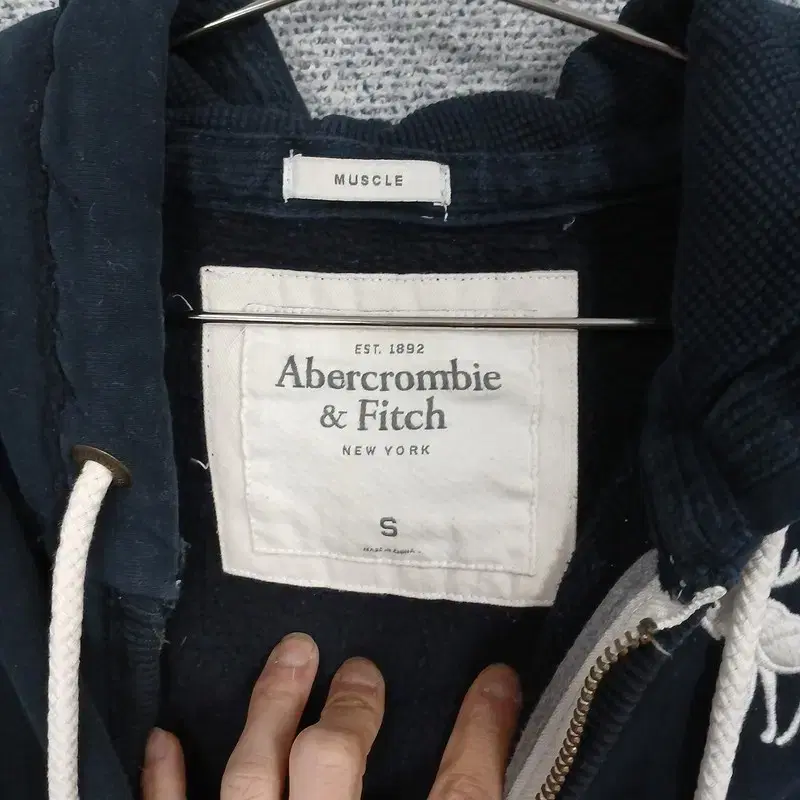 MUSCLE
EST. 1892
Abercrombie
& Fitch
NEW YORK
S